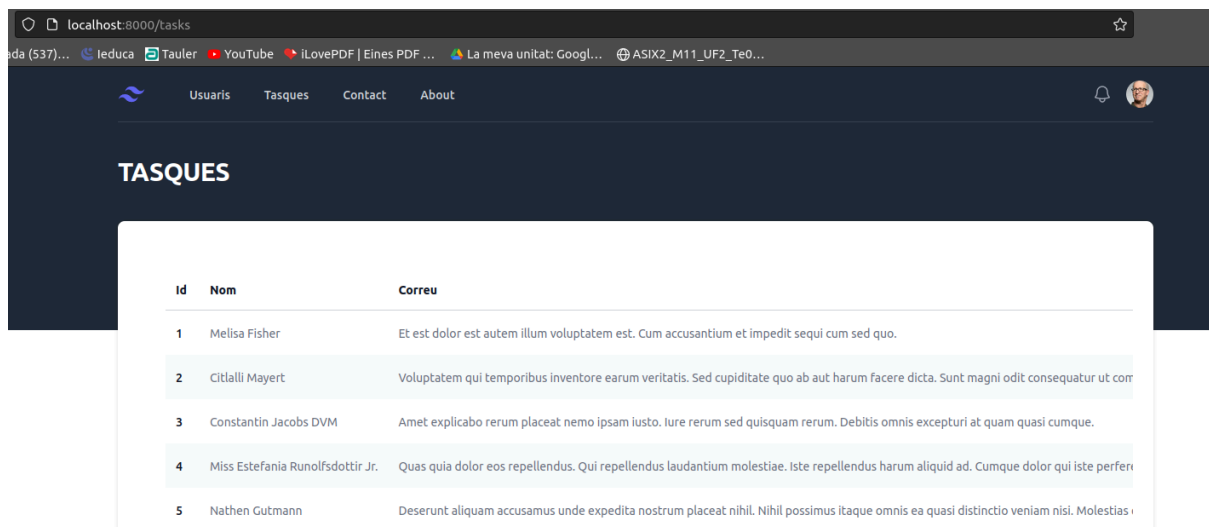 localhost:8000/tasks
ada (537)... Ieduca Tauler YouTube iLovePDF | Eines PDF ... La meva unitat: Googl... ASIX2_M11_UF2_Te0...
Usuaris Tasques Contact About
TASQUES
Id Nom Correu
1 Melisa Fisher Et est dolor est autem illum voluptatem est. Cum accusantium et impedit sequi cum sed quo.
2 Citlalli Mayert Voluptatem qui temporibus inventore earum veritatis. Sed cupiditate quo ab aut harum facere dicta. Sunt magni odit consequatur ut com
3 Constantin Jacobs DVM Amet explicabo rerum placeat nemo ipsam iusto. Iure rerum sed quisquam rerum. Debitis omnis excepturi at quam quasi cumque.
4 Miss Estefania Runolfsdottir Jr. Quas quia dolor eos repellendus. Qui repellendus laudantium molestiae. Iste repellendus harum aliquid ad. Cumque dolor qui iste perfer
5 Nathen Gutmann Deserunt aliquam accusamus unde expedita nostrum placeat nihil. Nihil possimus itaque omnis ea quasi distinctio veniam nisi. Molestias